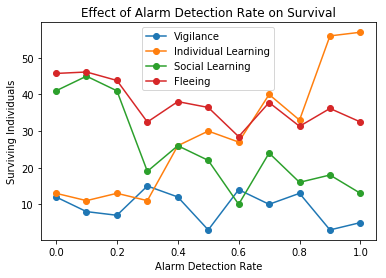 Effect of Alarm Detection Rate on Survival
Vigilance
Individual Learning
Social Learning
Fleeing
Surviving Individuals
50
40
30
20
10
0.0 0.2 0.4 0.6 0.8 1.0
Alarm Detection Rate